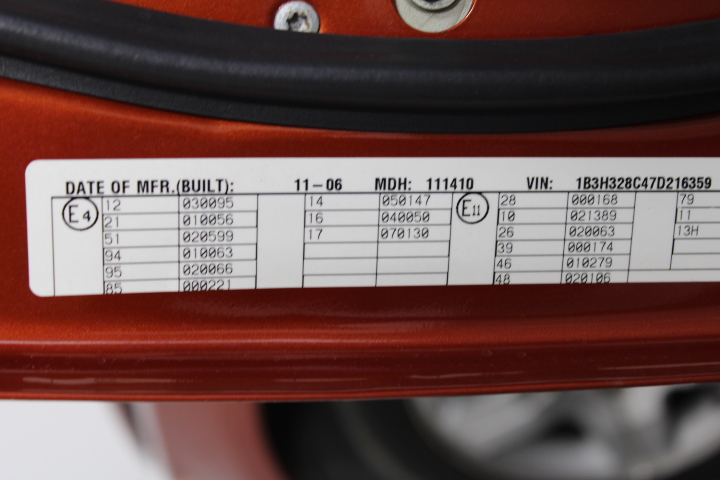 DATE OF MFR.(BUILT): 11-06 MDH: 111410 VIN: 1B3H328C47D216359
E4 12 030095 14 050147 E11 28 000168 79
21 010056 16 040050 10 021389 11
51 020599 17 070130 26 020063 13H
94 010063 39 000174
95 020066 46 010279
85 000221 48 020106